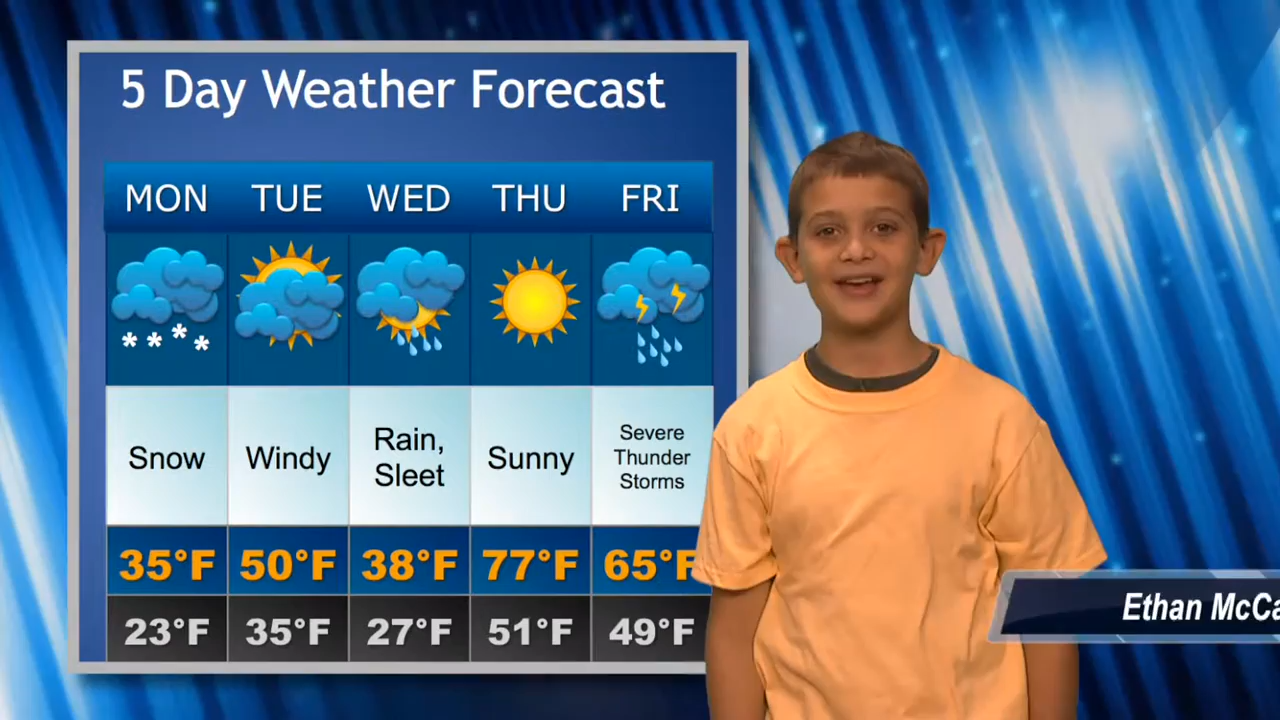 5 Day Weather Forecast
MON TUE WED THU FRI
Snow
Windy
Rain,
Sleet
Sunny
Severe
Thunder
Storms
35°F 50°F 38°F 77°F 65°F
23°F 35°F 27°F 51°F 49°F
Ethan